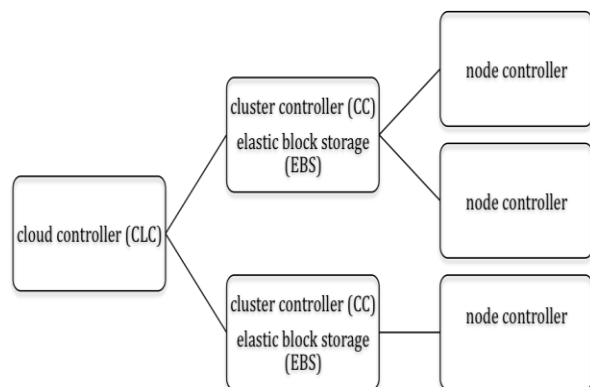 cloud controller (CLC)
cluster controller (CC)
elastic block storage
(EBS)
node controller
node controller
cluster controller (CC)
elastic block storage
(EBS)
node controller